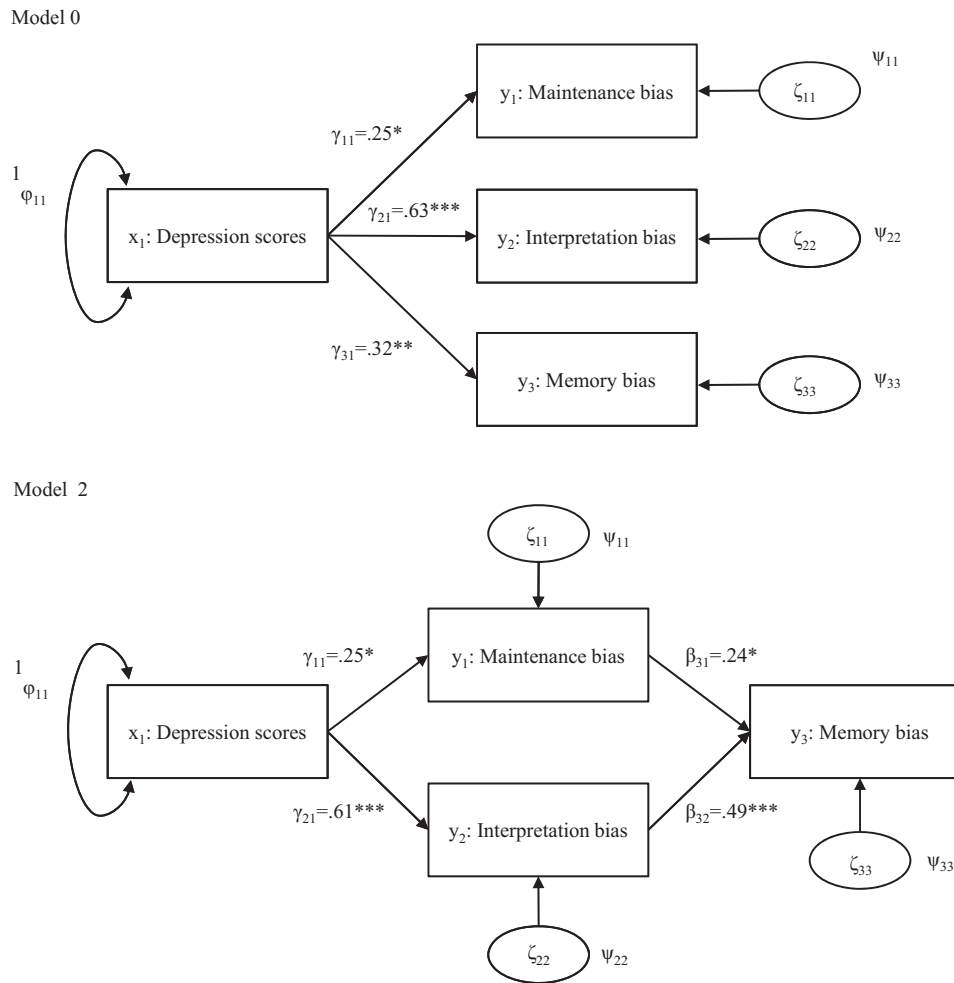 Model 0
y₁: Maintenance bias
ζ₁₁
ψ₁₁
γ₁₁=.25*
1
φ₁₁
x₁: Depression scores
γ₂₁=.63***
y₂: Interpretation bias
ζ₂₂
ψ₂₂
γ₃₁=.32**
y₃: Memory bias
ζ₃₃
ψ₃₃
Model 2
ζ₁₁
ψ₁₁
γ₁₁=.25*
y₁: Maintenance bias
β₃₁=.24*
1
φ₁₁
x₁: Depression scores
y₃: Memory bias
γ₂₁=.61***
y₂: Interpretation bias
β₃₂=.49***
ζ₃₃
ψ₃₃
ζ₂₂
ψ₂₂